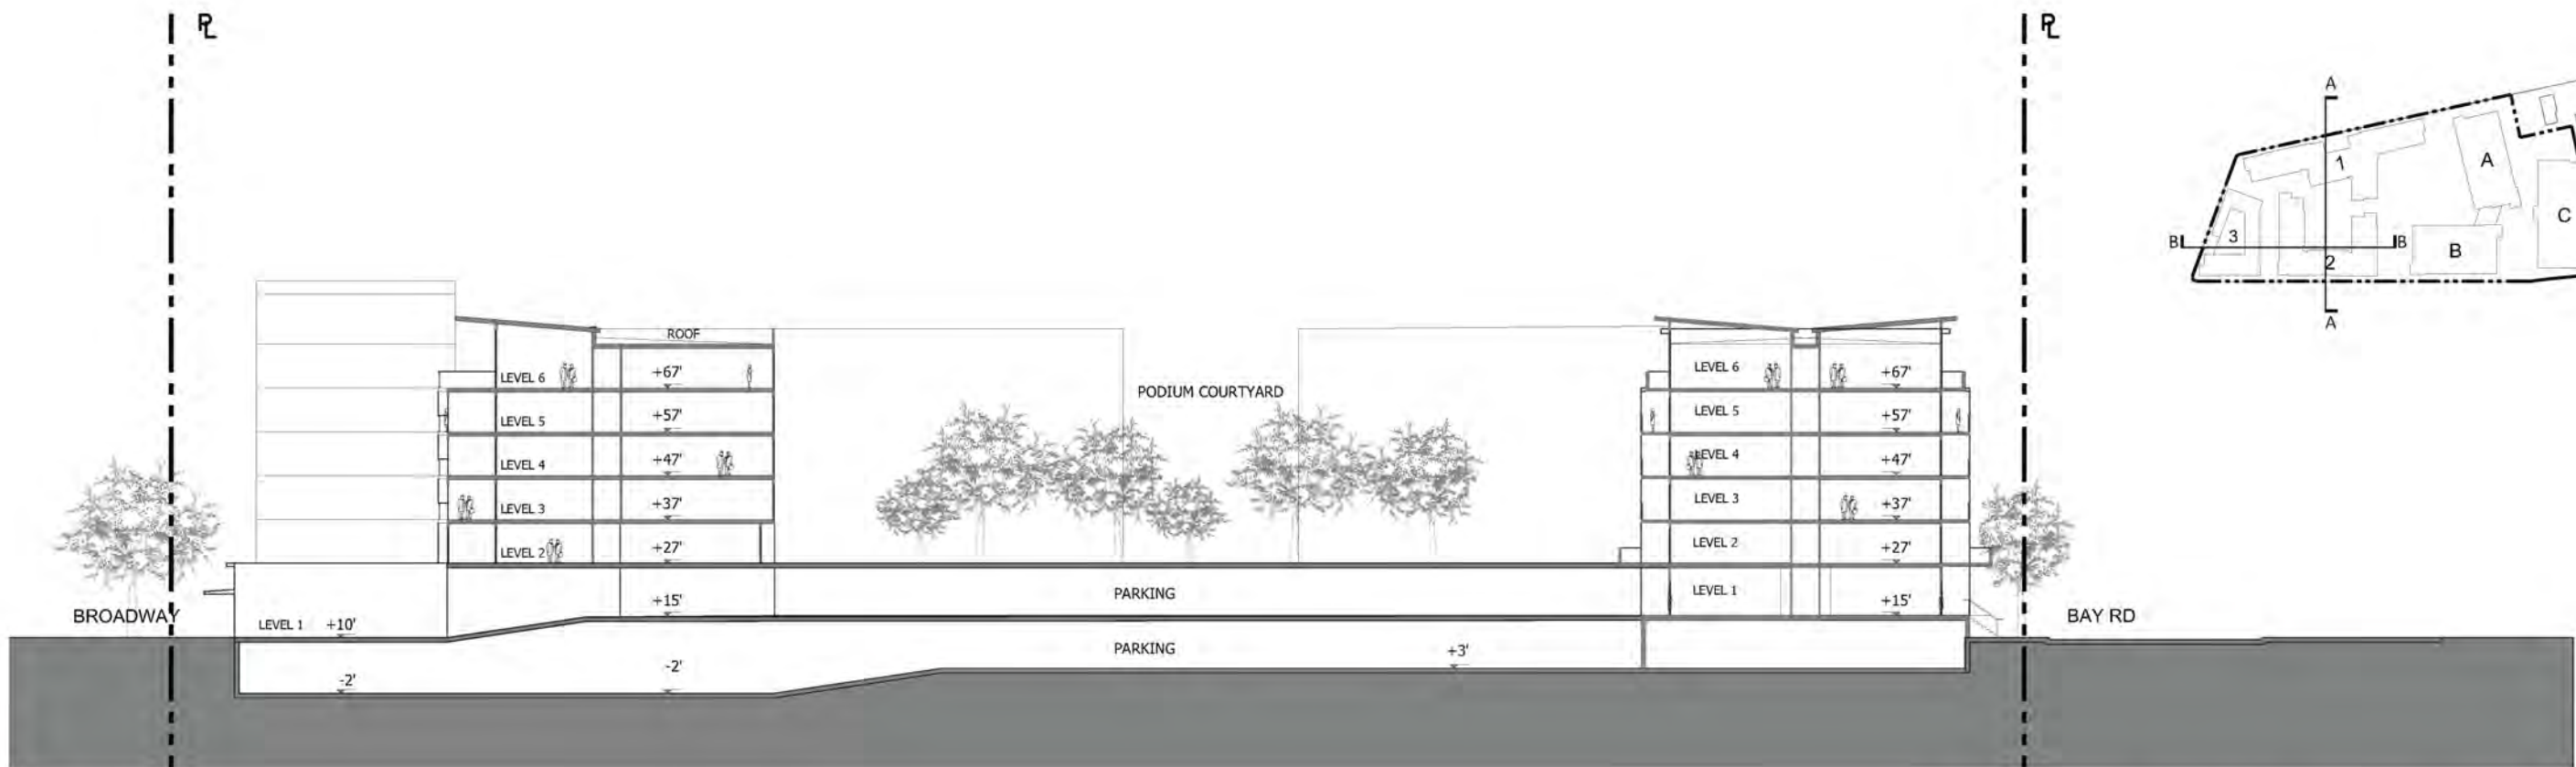 PL
PL
A
1
A
C
3
B
B
B
2
A
ROOF
LEVEL 6
+67'
LEVEL 5
+57'
LEVEL 4
+47'
LEVEL 3
+37'
LEVEL 2
+27'
+15'
LEVEL 1
+10'
-2'
-2'
BROADWAY
PODIUM COURTYARD
PARKING
PARKING
+3'
LEVEL 6
+67'
LEVEL 5
+57'
LEVEL 4
+47'
LEVEL 3
+37'
LEVEL 2
+27'
LEVEL 1
+15'
BAY RD